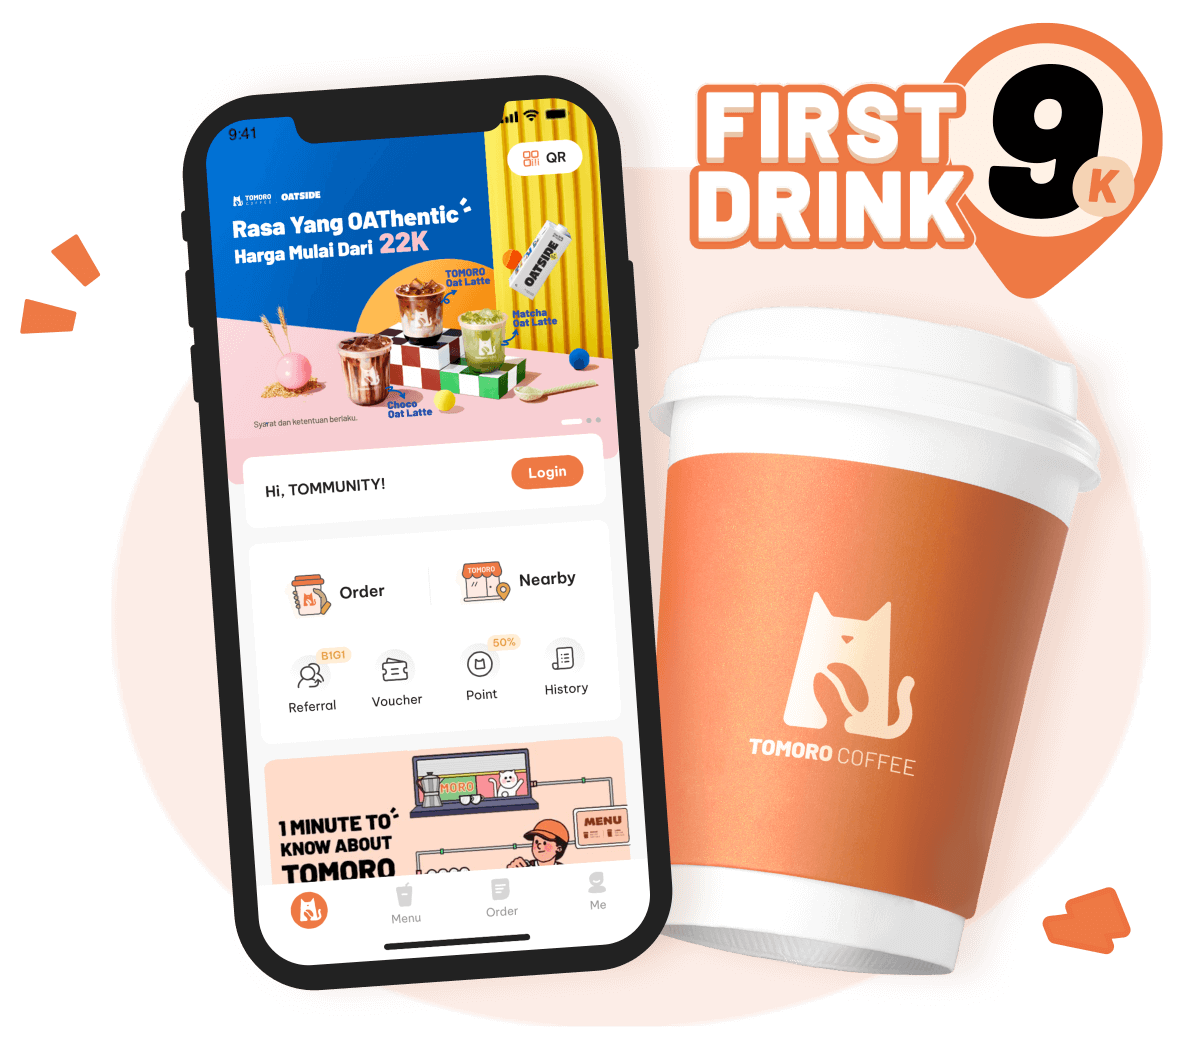 FIRST
DRINK
9
K
9:41
QR
TOMORO
COFFEE
OATSIDE
Rasa Yang OAThentic
Harga Mulai Dari 22K
OATSIDE
TOMORO
Oat Latte
Matcha
Oat Latte
Choco
Oat Latte
Syarat dan ketentuan berlaku.
Hi, TOMMUNITY!
Login
TOMORO
Order
Nearby
B1G1
50%
Referral
Voucher
Point
History
MORO
MENU
1 MINUTE TO
KNOW ABOUT
TOMORO
Menu
Order
Me
TOMORO COFFEE